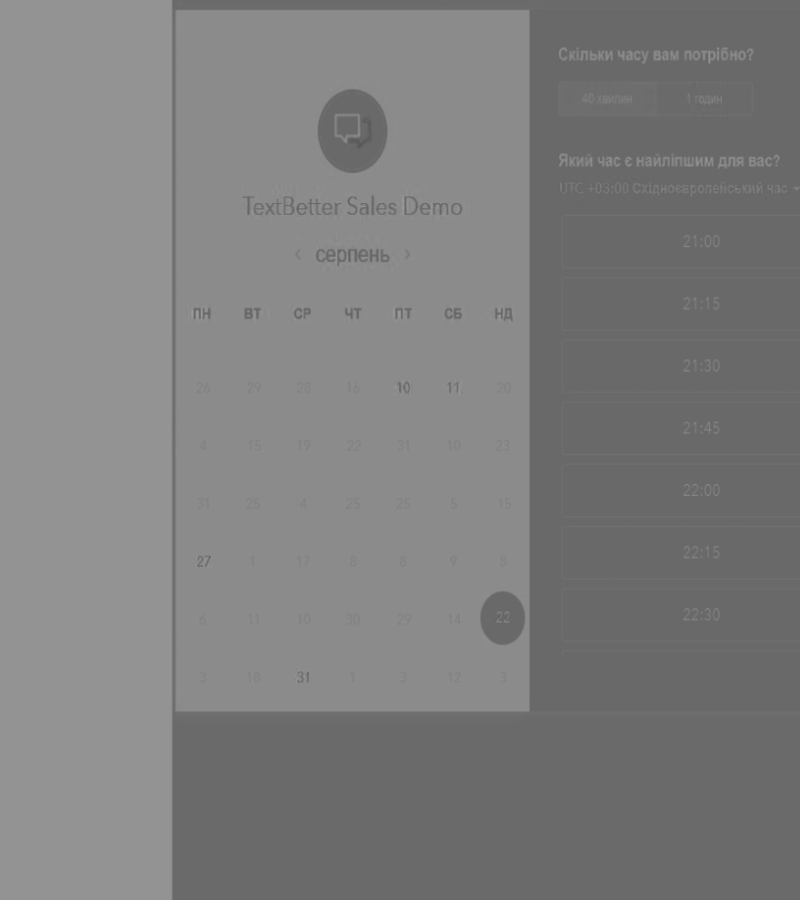 TextBetter Sales Demo
‹ серпень ›
ПН ВТ СР ЧТ ПТ СБ НД
26 29 28 16 10 11 20
4 15 19 22 31 10 23
31 25 4 25 25 5 15
27 1 17 8 8 9 8
6 11 10 30 29 14 22
3 18 31 1 3 12 3
Скільки часу вам потрібно?
40 хвилин 1 годин
Який час є найліпшим для вас?
UTC +03:00 Східноєвропейський час
21:00
21:15
21:30
21:45
22:00
22:15
22:30